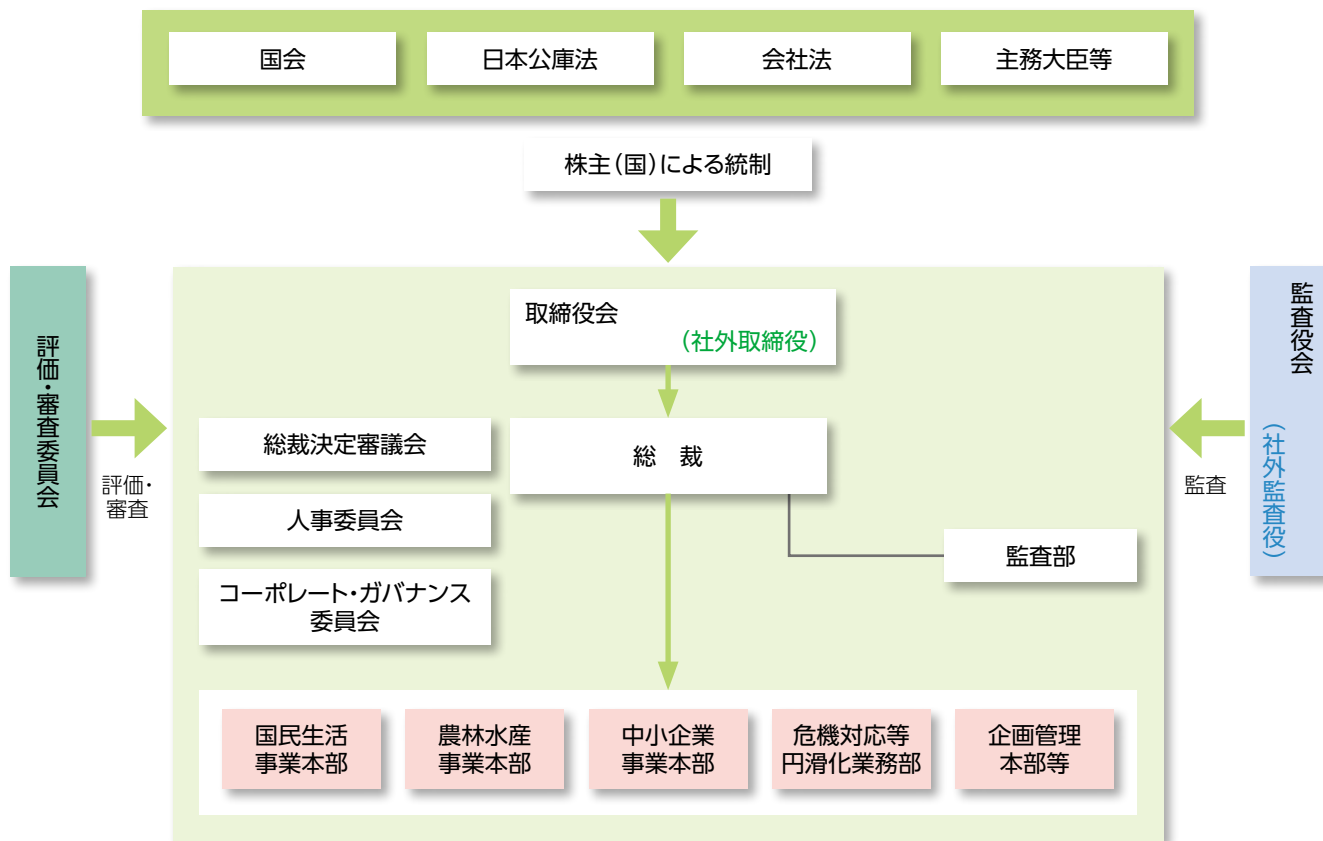 国会
日本公庫法
会社法
主務大臣等
株主(国)による統制
評価・審査委員会
評価・
審査
取締役会
(社外取締役)
総裁決定審議会
総 裁
人事委員会
コーポレート・ガバナンス
委員会
監査部
監査
監査役会
(社外監査役)
国民生活
事業本部
農林水産
事業本部
中小企業
事業本部
危機対応等
円滑化業務部
企画管理
本部等